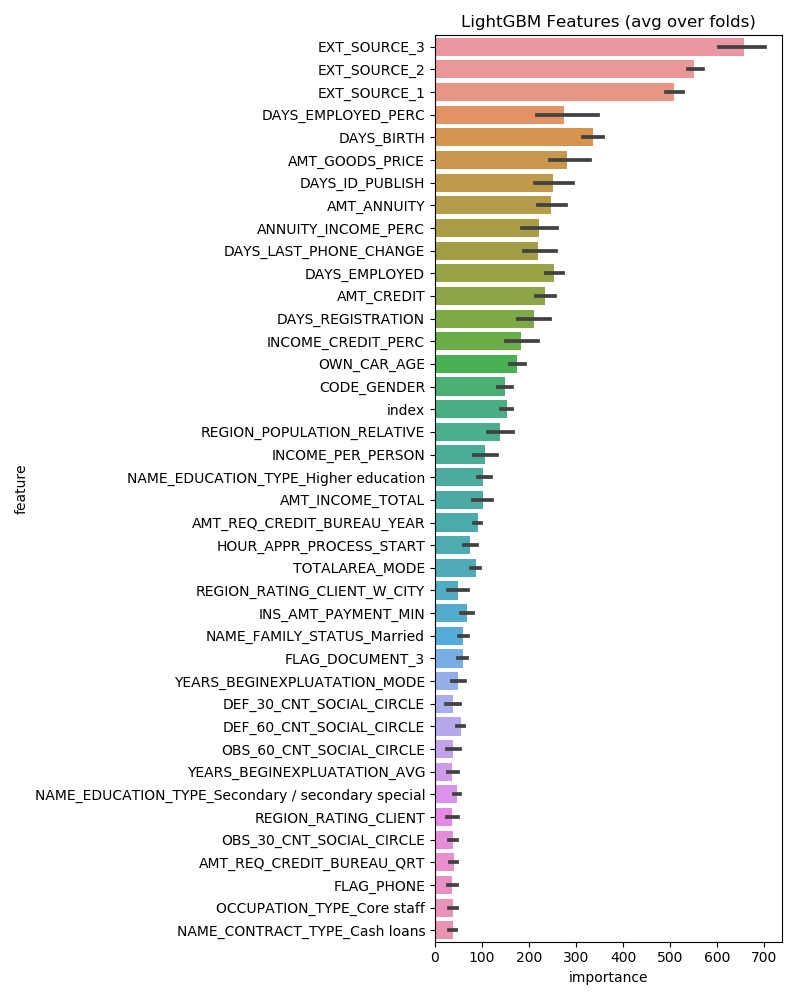 LightGBM Features (avg over folds)
EXT_SOURCE_3
EXT_SOURCE_2
EXT_SOURCE_1
DAYS_EMPLOYED_PERC
DAYS_BIRTH
AMT_GOODS_PRICE
DAYS_ID_PUBLISH
AMT_ANNUITY
ANNUITY_INCOME_PERC
DAYS_LAST_PHONE_CHANGE
DAYS_EMPLOYED
AMT_CREDIT
DAYS_REGISTRATION
INCOME_CREDIT_PERC
OWN_CAR_AGE
CODE_GENDER
index
REGION_POPULATION_RELATIVE
INCOME_PER_PERSON
NAME_EDUCATION_TYPE_Higher education
AMT_INCOME_TOTAL
AMT_REQ_CREDIT_BUREAU_YEAR
HOUR_APPR_PROCESS_START
TOTALAREA_MODE
REGION_RATING_CLIENT_W_CITY
INS_AMT_PAYMENT_MIN
NAME_FAMILY_STATUS_Married
FLAG_DOCUMENT_3
YEARS_BEGINEXPLUATATION_MODE
DEF_30_CNT_SOCIAL_CIRCLE
DEF_60_CNT_SOCIAL_CIRCLE
OBS_60_CNT_SOCIAL_CIRCLE
YEARS_BEGINEXPLUATATION_AVG
NAME_EDUCATION_TYPE_Secondary / secondary special
REGION_RATING_CLIENT
OBS_30_CNT_SOCIAL_CIRCLE
AMT_REQ_CREDIT_BUREAU_QRT
FLAG_PHONE
OCCUPATION_TYPE_Core staff
NAME_CONTRACT_TYPE_Cash loans
feature
0 100 200 300 400 500 600 700
importance